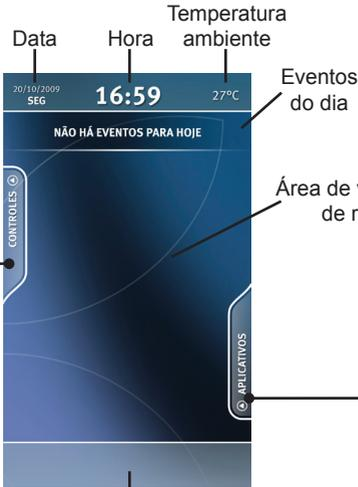 Temperatura
ambiente
Data
Hora
Eventos
do dia
20/10/2009
SEG
16:59
27°C
NÃO HÁ EVENTOS PARA HOJE
Área de
CONTROLES
APLICATIVOS